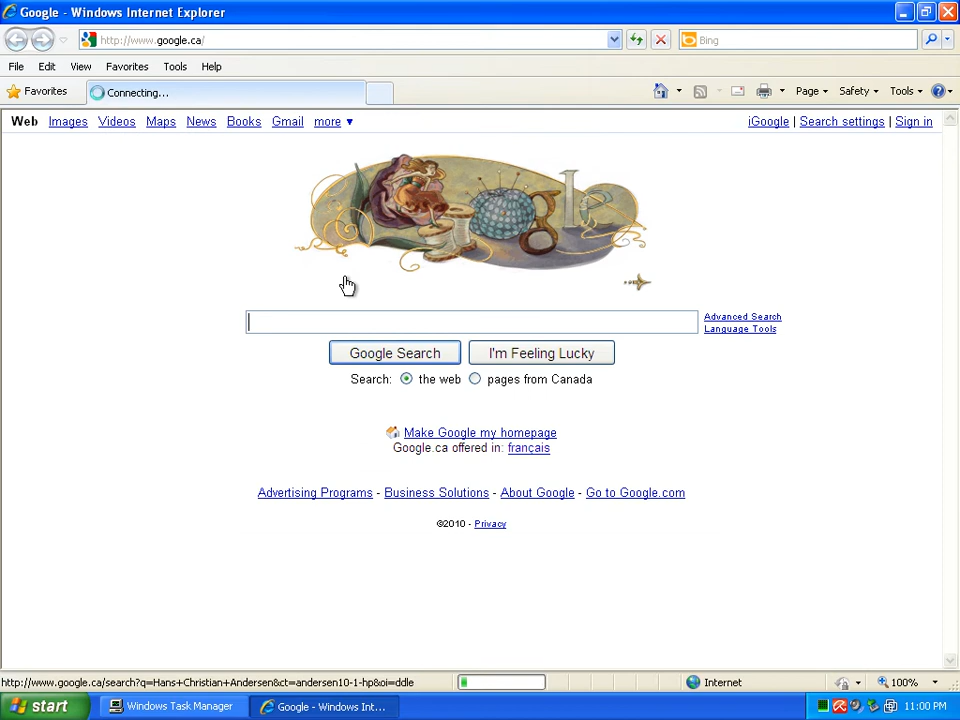 Google - Windows Internet Explorer
http://www.google.ca/
Bing
File Edit View Favorites Tools Help
Favorites Connecting... Page Safety Tools
Web Images Videos Maps News Books Gmail more ▼ iGoogle | Search settings | Sign in
gle
Advanced Search
Language Tools
Google Search I'm Feeling Lucky
Search: the web pages from Canada
Make Google my homepage
Google.ca offered in: français
Advertising Programs - Business Solutions - About Google - Go to Google.com
©2010 - Privacy
http://www.google.ca/search?q=Hans+Christian+Andersen&ct=andersen10-1-hp&oi=ddle Internet 100%
start Windows Task Manager Google - Windows Int... 11:00 PM